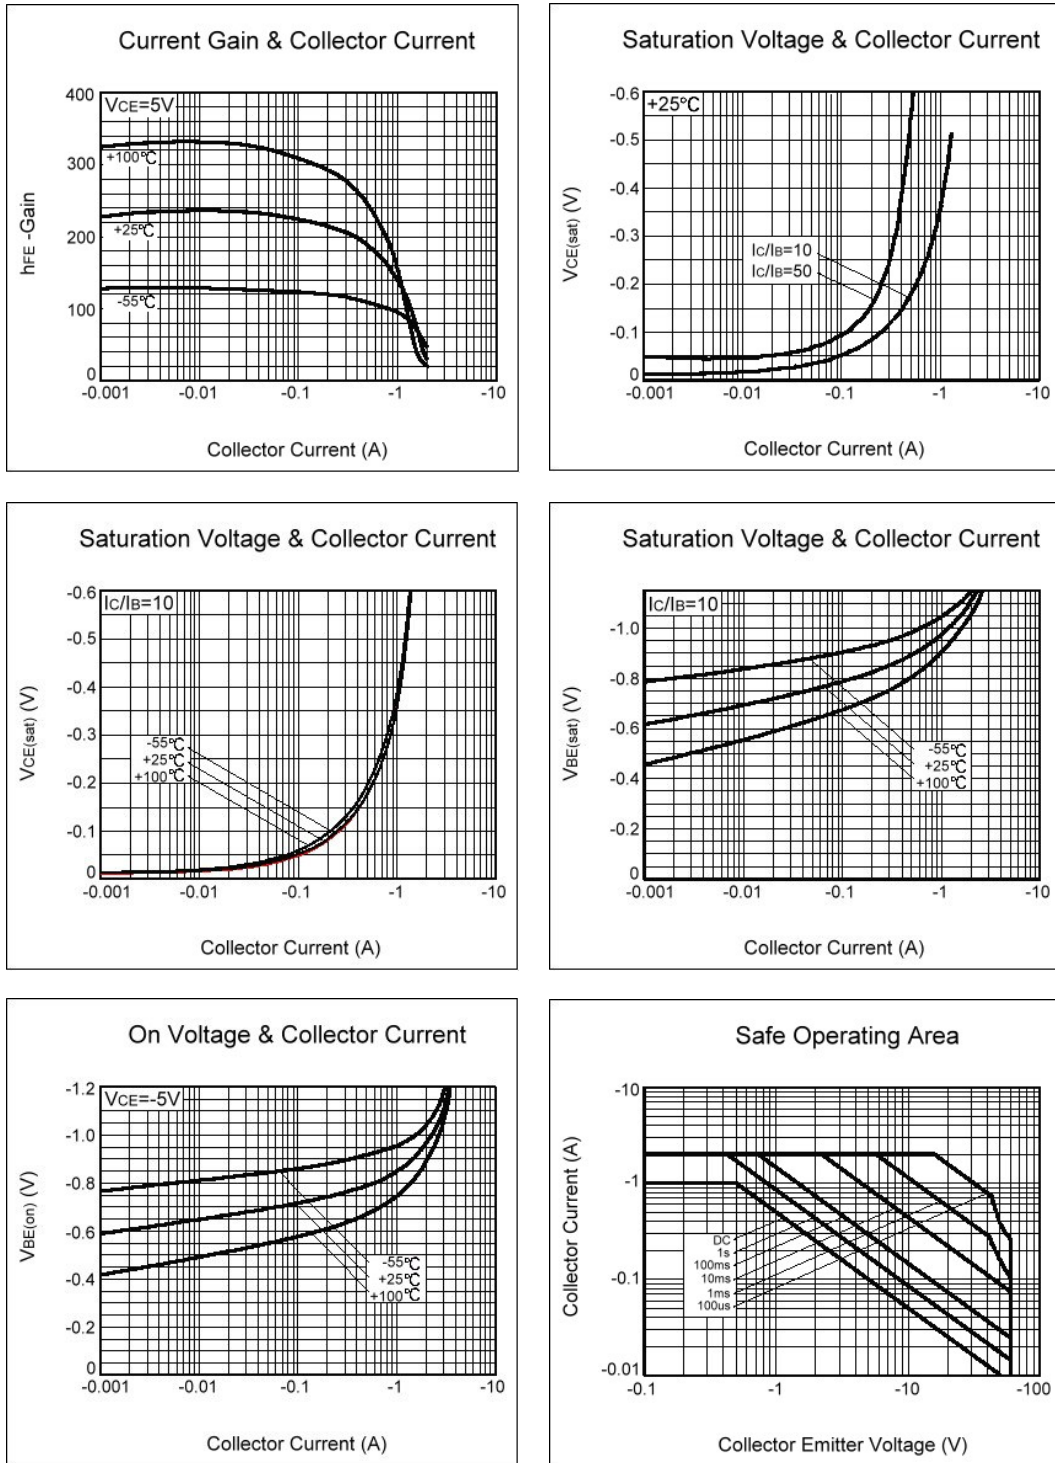 Current Gain & Collector Current
VCE=5V
400
300
200
100
0
+100℃
+25℃
-55℃
hFE -Gain
-0.001
-0.01
-0.1
-1
-10
Collector Current (A)
Saturation Voltage & Collector Current
+25℃
-0.6
-0.5
-0.4
-0.3
-0.2
-0.1
0
IC/IB=10
IC/IB=50
VCE(sat) (V)
-0.001
-0.01
-0.1
-1
-10
Collector Current (A)
Saturation Voltage & Collector Current
IC/IB=10
-0.6
-0.5
-0.4
-0.3
-0.2
-0.1
0
-55℃
+25℃
+100℃
VCE(sat) (V)
-0.001
-0.01
-0.1
-1
-10
Collector Current (A)
Saturation Voltage & Collector Current
IC/IB=10
-1.0
-0.8
-0.6
-0.4
-0.2
0
-55℃
+25℃
+100℃
VBE(sat) (V)
-0.001
-0.01
-0.1
-1
-10
Collector Current (A)
On Voltage & Collector Current
VCE=-5V
-1.2
-1.0
-0.8
-0.6
-0.4
-0.2
0
-55℃
+25℃
+100℃
VBE(on) (V)
-0.001
-0.01
-0.1
-1
-10
Collector Current (A)
Safe Operating Area
-10
-1
-0.1
-0.01
DC
1s
100ms
10ms
1ms
100us
Collector Current (A)
-0.1
-1
-10
-100
Collector Emitter Voltage (V)